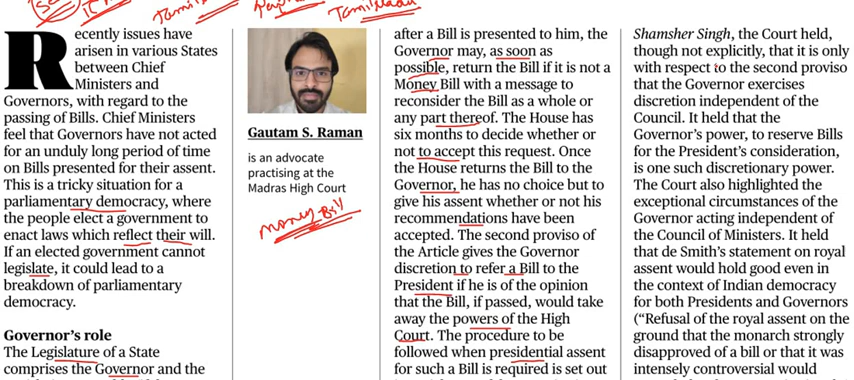 Tamilnadu
Recently issues have
arisen in various States
between Chief
Ministers and
Governors, with regard to the
passing of Bills. Chief Ministers
feel that Governors have not acted
for an unduly long period of time
on Bills presented for their assent.
This is a tricky situation for a
parliamentary democracy, where
the people elect a government to
enact laws which reflect their will.
If an elected government cannot
legislate, it could lead to a
breakdown of parliamentary
democracy.
Governor's role
The Legislature of a State
comprises the Governor and the
Gautam S. Raman
is an advocate
practising at the
Madras High Court
Money Bill
after a Bill is presented to him, the
Governor may, as soon as
possible, return the Bill if it is not a
Money Bill with a message to
reconsider the Bill as a whole or
any part thereof. The House has
six months to decide whether or
not to accept this request. Once
the House returns the Bill to the
Governor, he has no choice but to
give his assent whether or not his
recommendations have been
accepted. The second proviso of
the Article gives the Governor
discretion to refer a Bill to the
President if he is of the opinion
that the Bill, if passed, would take
away the powers of the High
Court. The procedure to be
followed when presidential assent
for such a Bill is required is set out
Shamsher Singh, the Court held,
though not explicitly, that it is only
with respect to the second proviso
that the Governor exercises
discretion independent of the
Council. It held that the
Governor's power, to reserve Bills
for the President's consideration,
is one such discretionary power.
The Court also highlighted the
exceptional circumstances of the
Governor acting independent of
the Council of Ministers. It held
that de Smith's statement on royal
assent would hold good even in
the context of Indian democracy
for both Presidents and Governors
("Refusal of the royal assent on the
ground that the monarch strongly
disapproved of a bill or that it was
intensely controversial would